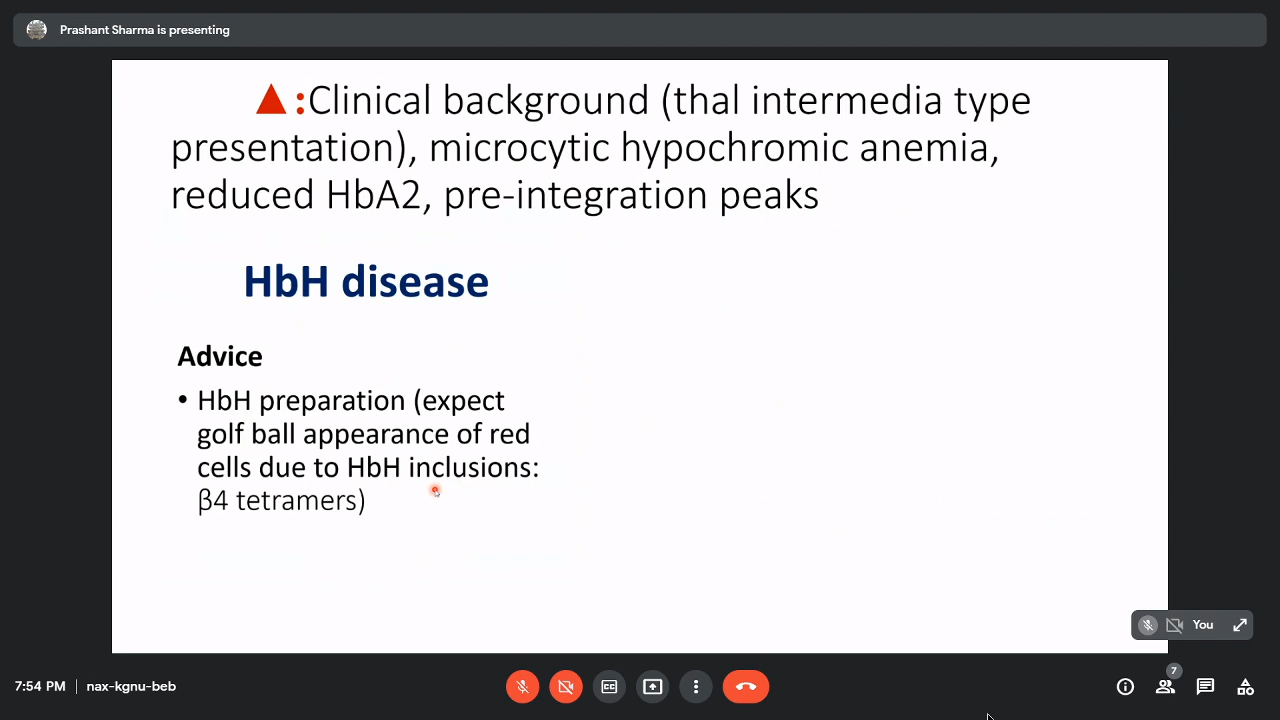 Prashant Sharma is presenting
▲:Clinical background (thal intermedia type
presentation), microcytic hypochromic anemia,
reduced HbA2, pre-integration peaks
HbH disease
Advice
• HbH preparation (expect
golf ball appearance of red
cells due to HbH inclusions:
β4 tetramers)
You
7:54 PM | nax-kgnu-beb
CC
7